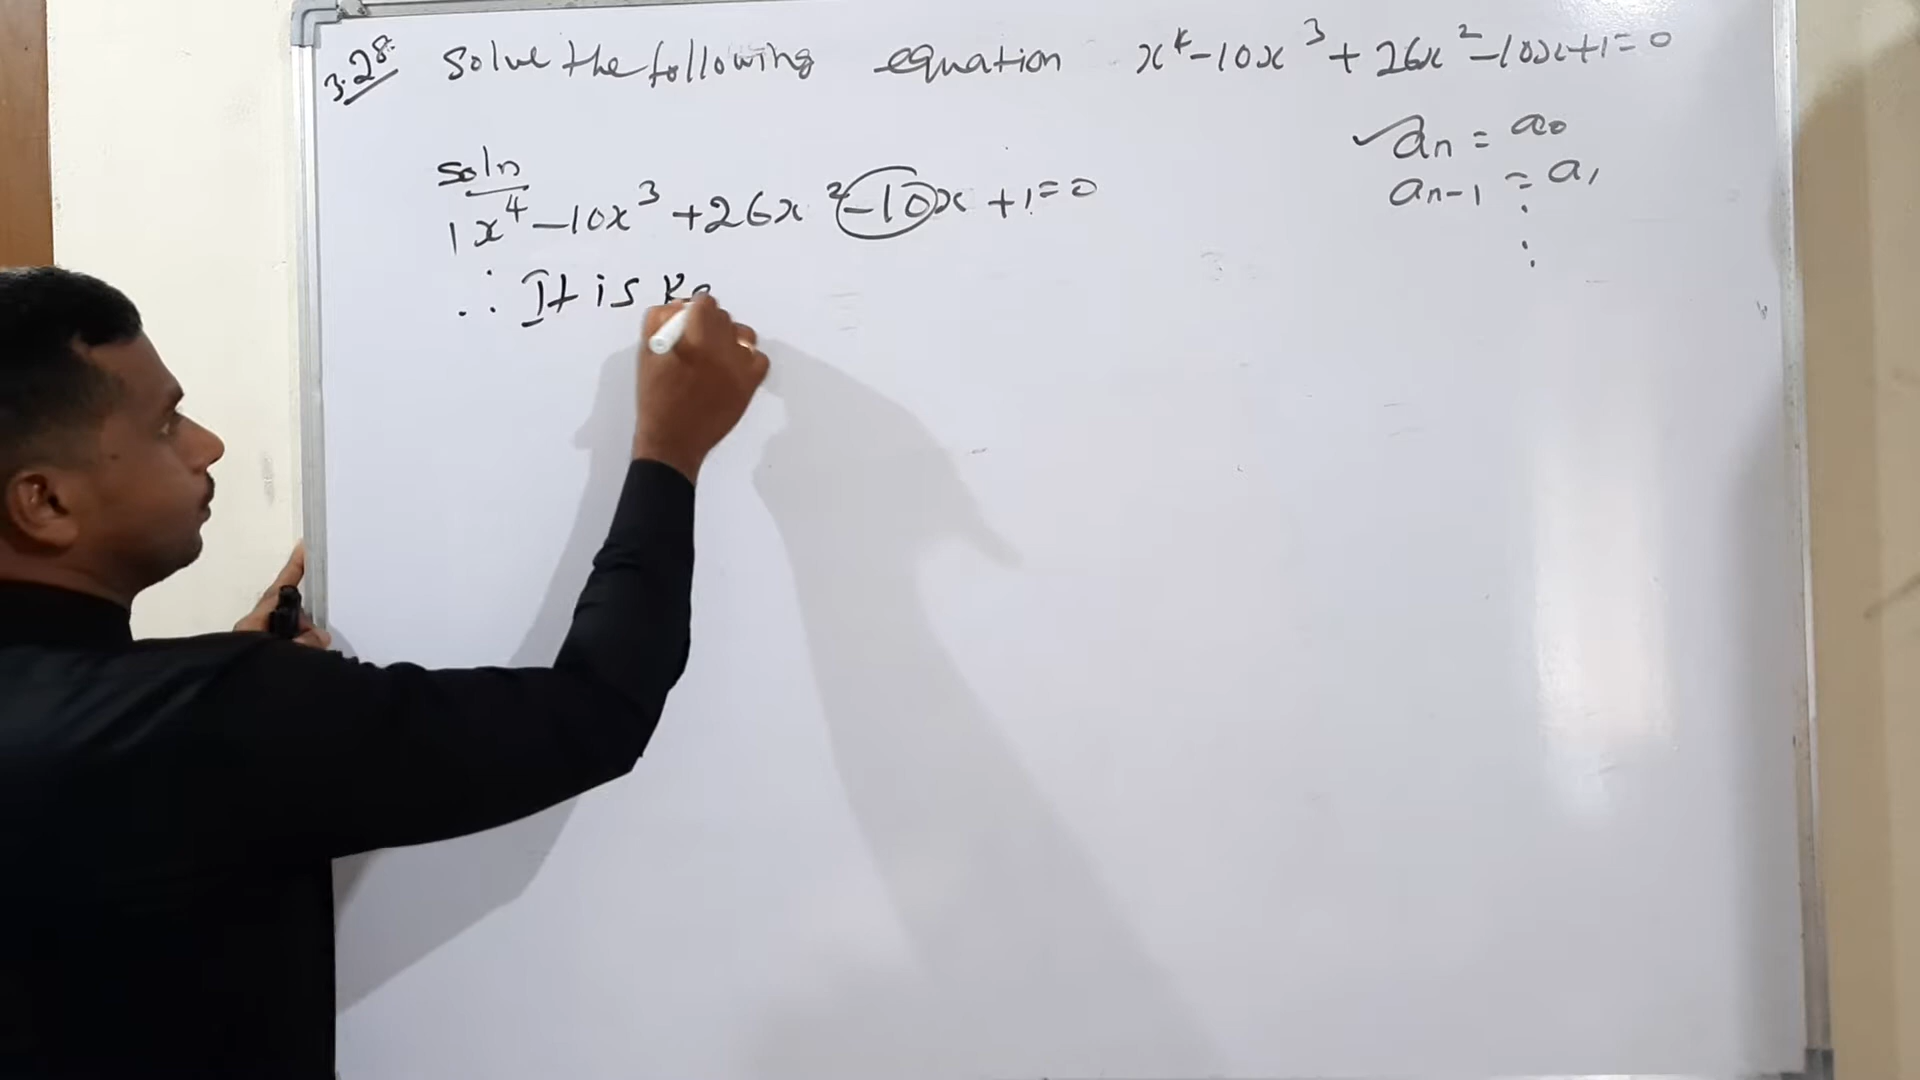 3.28. Solve the following equation x⁴-10x³+26x²-10x+1=0
aₙ = a₀
aₙ₋₁ = a₁
⋮
Soln
1x⁴-10x³+26x²-10x+1=0
∴ It is Re